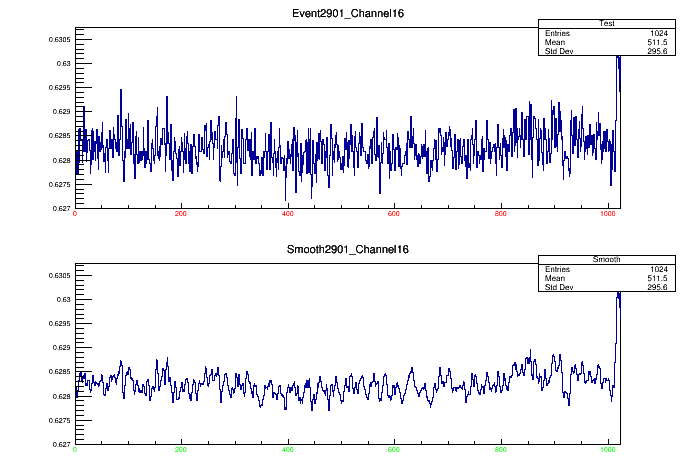 Event2901_Channel16
Test
Entries 1024
Mean 511.5
Std Dev 295.6
0.6305
0.63
0.6295
0.629
0.6285
0.628
0.6275
0.627
0 200 400 600 800 1000
Smooth2901_Channel16
Smooth
Entries 1024
Mean 511.5
Std Dev 295.6
0.6305
0.63
0.6295
0.629
0.6285
0.628
0.6275
0.627
0 200 400 600 800 1000